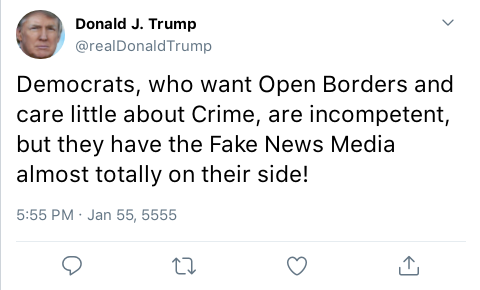 Donald J. Trump
@realDonaldTrump
Democrats, who want Open Borders and
care little about Crime, are incompetent,
but they have the Fake News Media
almost totally on their side!
5:55 PM · Jan 55, 5555